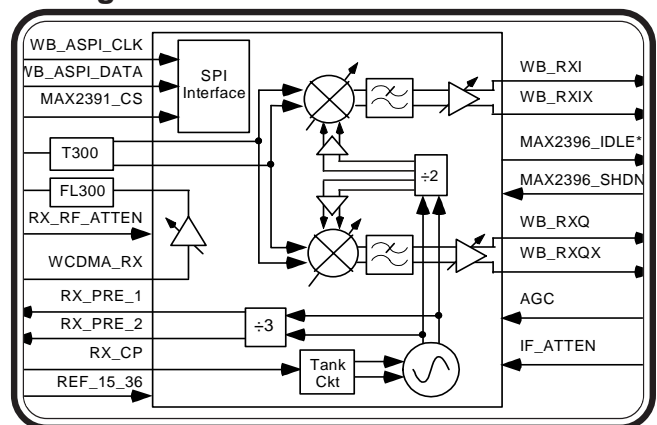 WB_ASPI_CLK
WB_ASPI_DATA
MAX2391_CS
T300
FL300
RX_RF_ATTEN
WCDMA_RX
RX_PRE_1
RX_PRE_2
RX_CP
REF_15_36
SPI
Interface
÷2
÷3
Tank
Ckt
WB_RXI
WB_RXIX
MAX2396_IDLE*
MAX2396_SHDN
WB_RXQ
WB_RXQX
AGC
IF_ATTEN